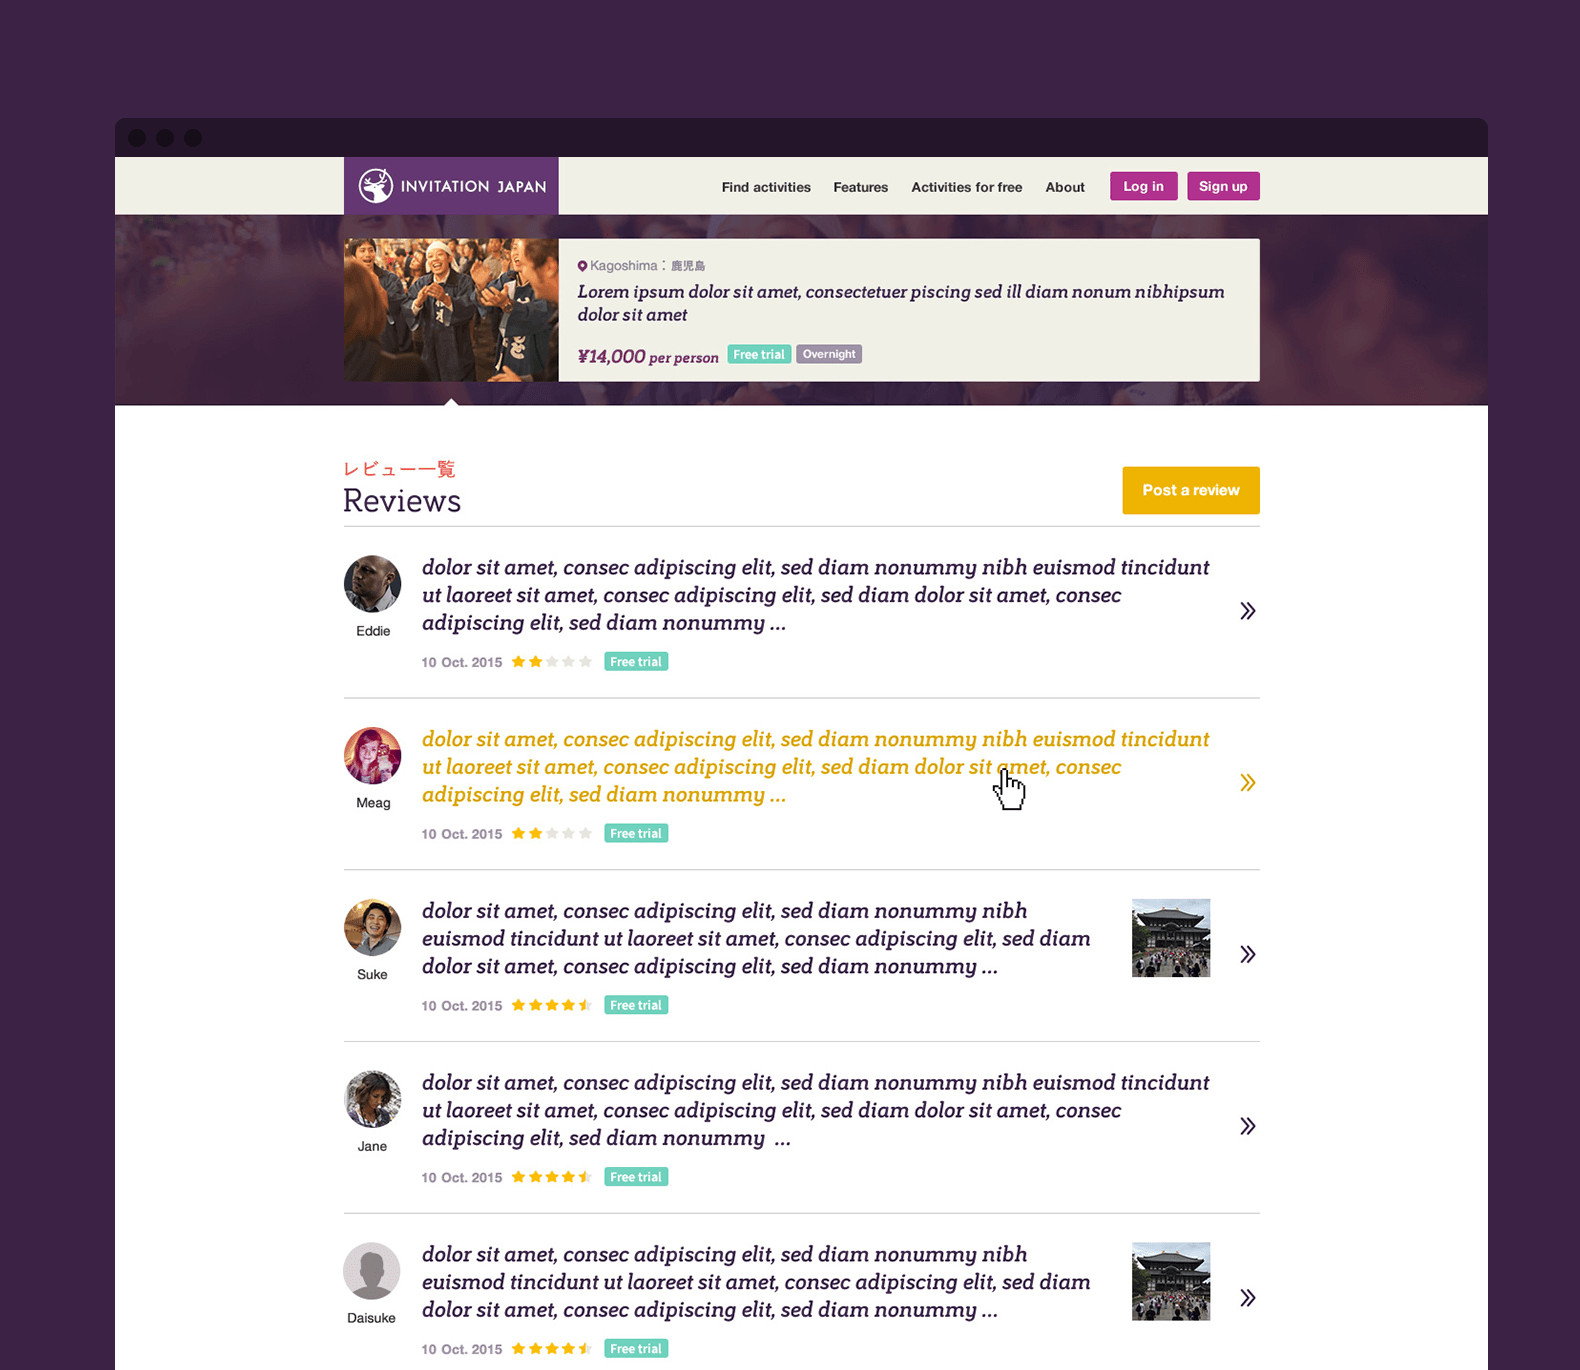 INVITATION JAPAN
Find activities
Features
Activities for free
About
Log in
Sign up
Kagoshima：鹿児島
Lorem ipsum dolor sit amet, consectetuer piscing sed ill diam nonum nibhipsum
dolor sit amet
¥14,000 per person
Free trial
Overnight
レビュー一覧
Reviews
Post a review
dolor sit amet, consec adipiscing elit, sed diam nonummy nibh euismod tincidunt
ut laoreet sit amet, consec adipiscing elit, sed diam dolor sit amet, consec
adipiscing elit, sed diam nonummy ...
Eddie
10 Oct. 2015
Free trial
dolor sit amet, consec adipiscing elit, sed diam nonummy nibh euismod tincidunt
ut laoreet sit amet, consec adipiscing elit, sed diam dolor sit amet, consec
adipiscing elit, sed diam nonummy ...
Meag
10 Oct. 2015
Free trial
dolor sit amet, consec adipiscing elit, sed diam nonummy nibh
euismod tincidunt ut laoreet sit amet, consec adipiscing elit, sed diam
dolor sit amet, consec adipiscing elit, sed diam nonummy ...
Suke
10 Oct. 2015
Free trial
dolor sit amet, consec adipiscing elit, sed diam nonummy nibh euismod tincidunt
ut laoreet sit amet, consec adipiscing elit, sed diam dolor sit amet, consec
adipiscing elit, sed diam nonummy ...
Jane
10 Oct. 2015
Free trial
dolor sit amet, consec adipiscing elit, sed diam nonummy nibh
euismod tincidunt ut laoreet sit amet, consec adipiscing elit, sed diam
dolor sit amet, consec adipiscing elit, sed diam nonummy ...
Daisuke
10 Oct. 2015
Free trial